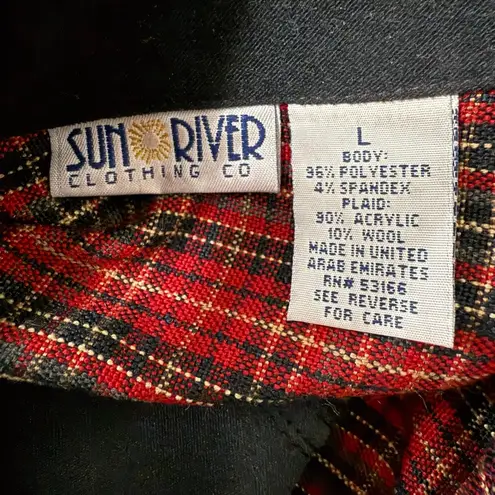 SUN RIVER
CLOTHING CO
L
BODY:
96% POLYESTER
4% SPANDEX
PLAID:
90% ACRYLIC
10% WOOL
MADE IN UNITED
ARAB EMIRATES
RN# 53166
SEE REVERSE
FOR CARE